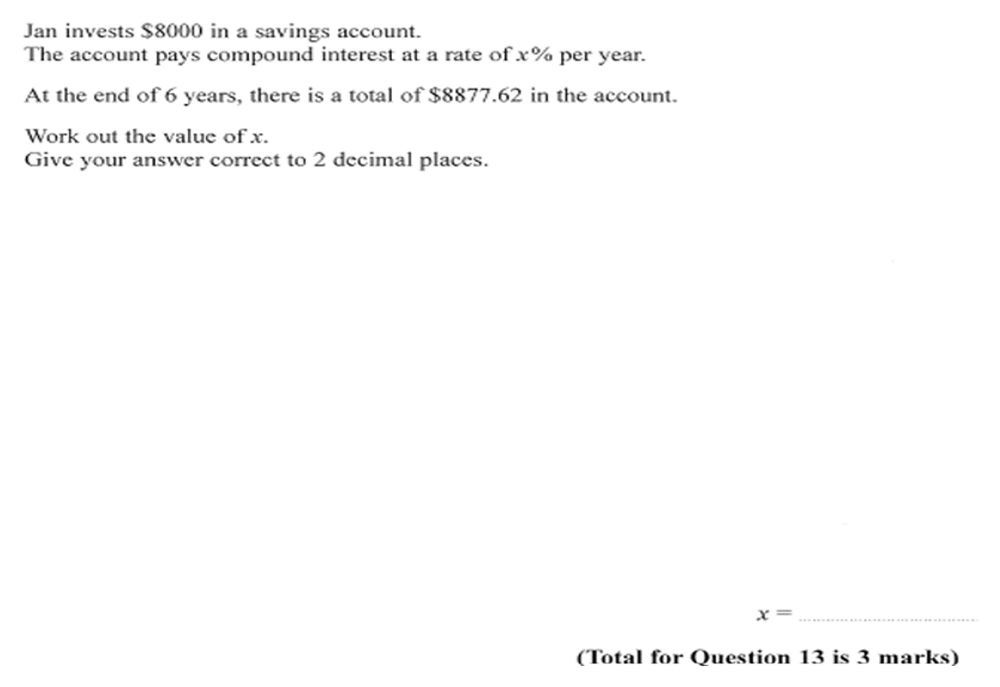 Jan invests $8000 in a savings account.
The account pays compound interest at a rate of x% per year.
At the end of 6 years, there is a total of $8877.62 in the account.
Work out the value of x.
Give your answer correct to 2 decimal places.
x = ............................................
(Total for Question 13 is 3 marks)